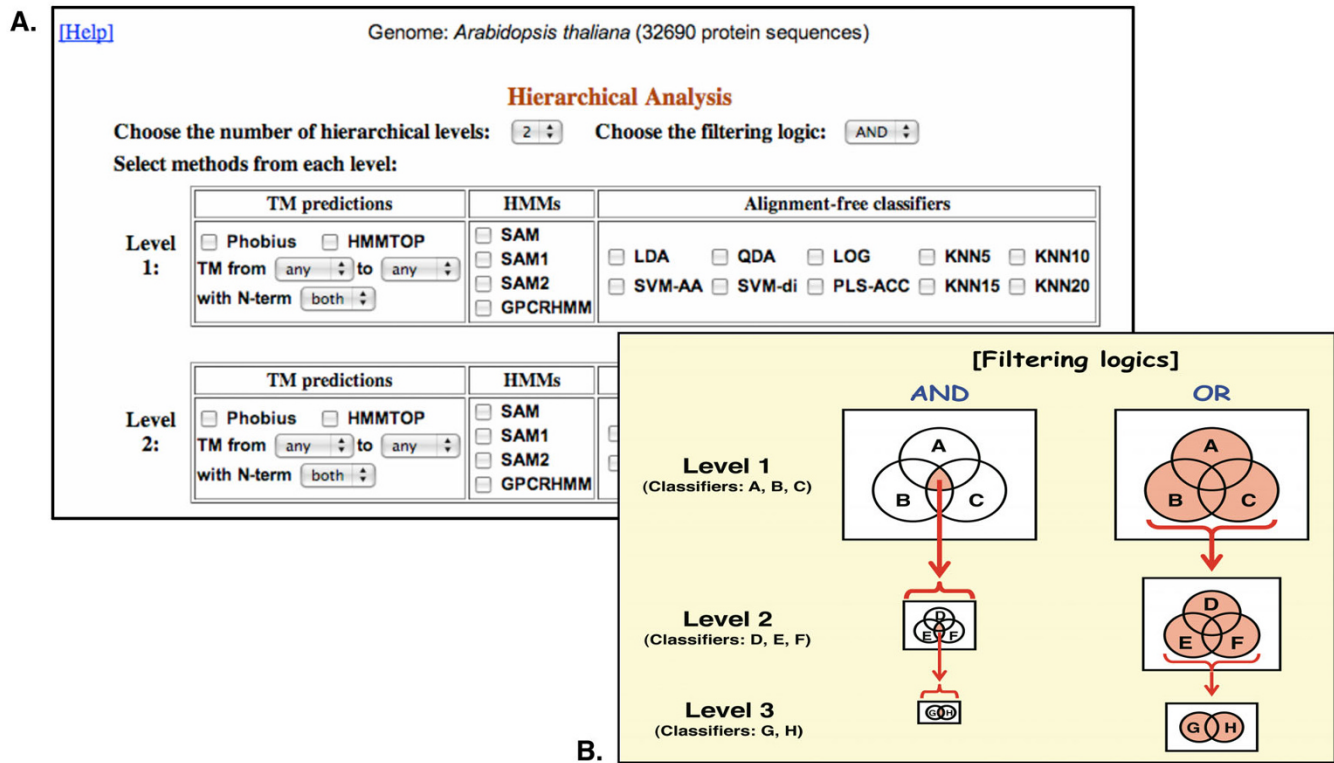 A.
[Help] Genome: Arabidopsis thaliana (32690 protein sequences)
Hierarchical Analysis
Choose the number of hierarchical levels: 2 Choose the filtering logic: AND
Select methods from each level:
TM predictions HMMs Alignment-free classifiers
Level 1:
Phobius HMMTOP
TM from any to any
with N-term both
SAM
SAM1
SAM2
GPCRHMM
LDA QDA LOG KNN5 KNN10
SVM-AA SVM-di PLS-ACC KNN15 KNN20
TM predictions HMMs
Level 2:
Phobius HMMTOP
TM from any to any
with N-term both
SAM
SAM1
SAM2
GPCRHMM
B.
[Filtering logics]
AND OR
Level 1
(Classifiers: A, B, C)
A
B C
A
B C
Level 2
(Classifiers: D, E, F)
D
E F
D
E F
Level 3
(Classifiers: G, H)
G H
G H